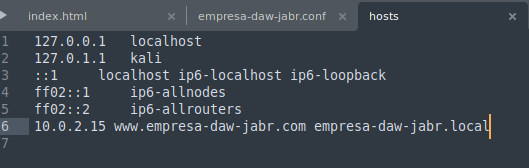 index.html empresa-daw-jabr.conf hosts
1 127.0.0.1 localhost
2 127.0.1.1 kali
3 ::1 localhost ip6-localhost ip6-loopback
4 ff02::1 ip6-allnodes
5 ff02::2 ip6-allrouters
6 10.0.2.15 www.empresa-daw-jabr.com empresa-daw-jabr.local
7